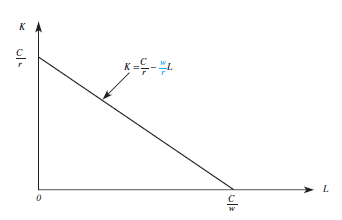 K
C/r
K = C/r - w/r L
0
C/w
L